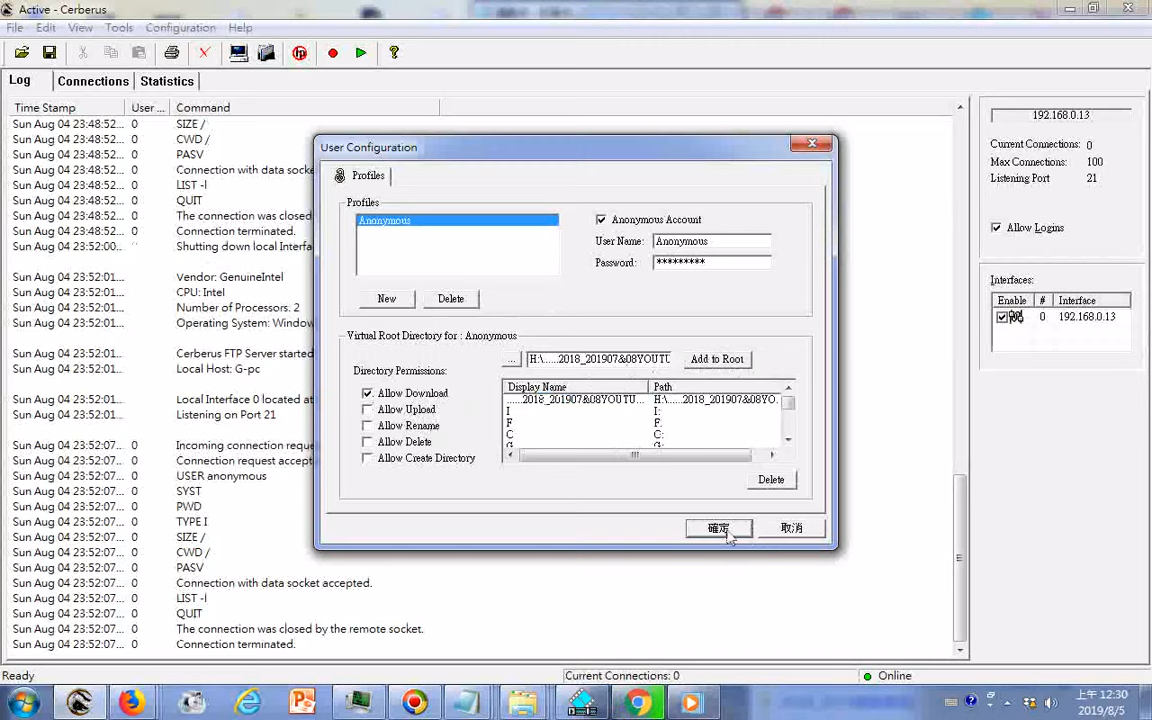 Active - Cerberus
File Edit View Tools Configuration Help
Log Connections Statistics
Time Stamp User ... Command
Sun Aug 04 23:48:52... 0 SIZE /
Sun Aug 04 23:48:52... 0 CWD /
Sun Aug 04 23:48:52... 0 PASV
Sun Aug 04 23:48:52... 0 Connection with data socke
Sun Aug 04 23:48:52... 0 LIST -l
Sun Aug 04 23:48:52... 0 QUIT
Sun Aug 04 23:48:52... 0 The connection was closed
Sun Aug 04 23:48:52... 0 Connection terminated.
Sun Aug 04 23:52:00... Shutting down local Interfa
Sun Aug 04 23:52:01... Vendor: GenuineIntel
Sun Aug 04 23:52:01... CPU: Intel
Sun Aug 04 23:52:01... Number of Processors: 2
Sun Aug 04 23:52:01... Operating System: Window
Sun Aug 04 23:52:01... Cerberus FTP Server started
Sun Aug 04 23:52:01... Local Host: G-pc
Sun Aug 04 23:52:01... Local Interface 0 located at
Sun Aug 04 23:52:01... Listening on Port 21
Sun Aug 04 23:52:07... 0 Incoming connection reque
Sun Aug 04 23:52:07... 0 Connection request accept
Sun Aug 04 23:52:07... 0 USER anonymous
Sun Aug 04 23:52:07... 0 SYST
Sun Aug 04 23:52:07... 0 PWD
Sun Aug 04 23:52:07... 0 TYPE I
Sun Aug 04 23:52:07... 0 SIZE /
Sun Aug 04 23:52:07... 0 CWD /
Sun Aug 04 23:52:07... 0 PASV
Sun Aug 04 23:52:07... 0 Connection with data socket accepted.
Sun Aug 04 23:52:07... 0 LIST -l
Sun Aug 04 23:52:07... 0 QUIT
Sun Aug 04 23:52:07... 0 The connection was closed by the remote socket.
Sun Aug 04 23:52:07... 0 Connection terminated.
User Configuration
Profiles
Profiles
Anonymous
Anonymous Account
User Name: Anonymous
Password: *********
New Delete
Virtual Root Directory for : Anonymous
... H:\......2018_201907&08YOUTU Add to Root
Directory Permissions:
Allow Download
Allow Upload
Allow Rename
Allow Delete
Allow Create Directory
Display Name Path
......2018_201907&08YOUTU... H:\......2018_201907&08YO...
I I:
F F:
C C:
G G:
Delete
確定 取消
192.168.0.13
Current Connections: 0
Max Connections: 100
Listening Port 21
Allow Logins
Interfaces:
Enable # Interface
0 192.168.0.13
Ready Current Connections: 0 Online
上午 12:30
2019/8/5